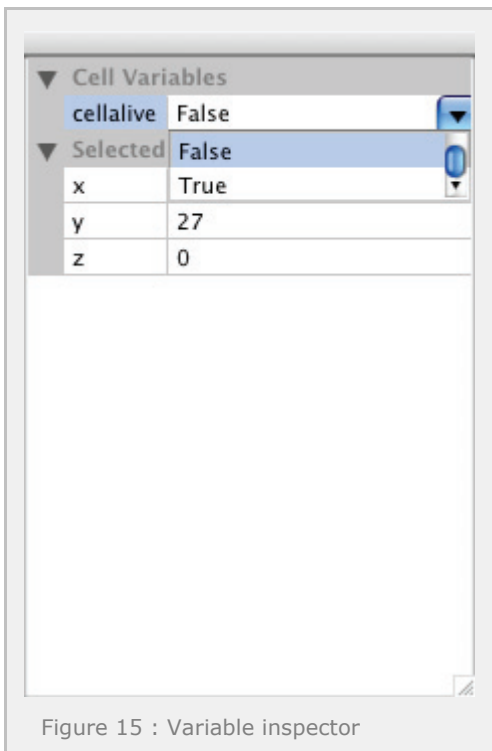 Cell Variables
cellalive False
Selected False
x True
y 27
z 0
Figure 15 : Variable inspector